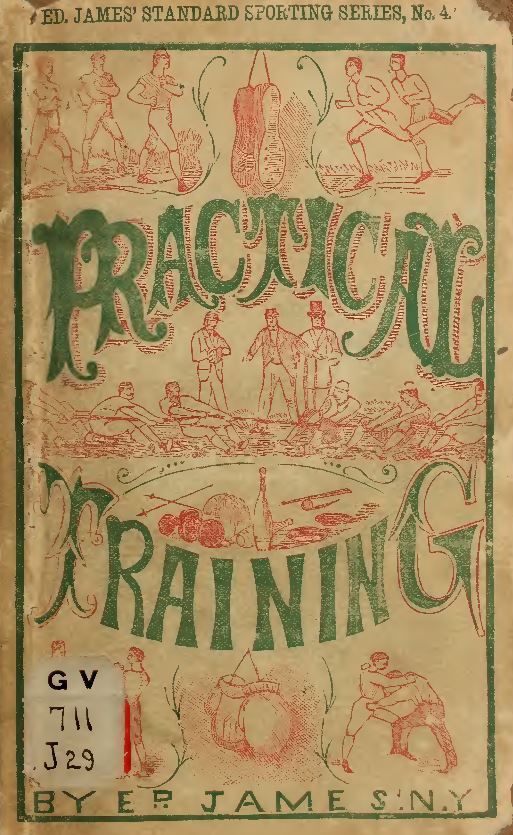 ED. JAMES' STANDARD SPORTING SERIES, No. 4.
PRACTICAL
TRAINING
GV
711
.J29
BY ED. JAMES. N.Y